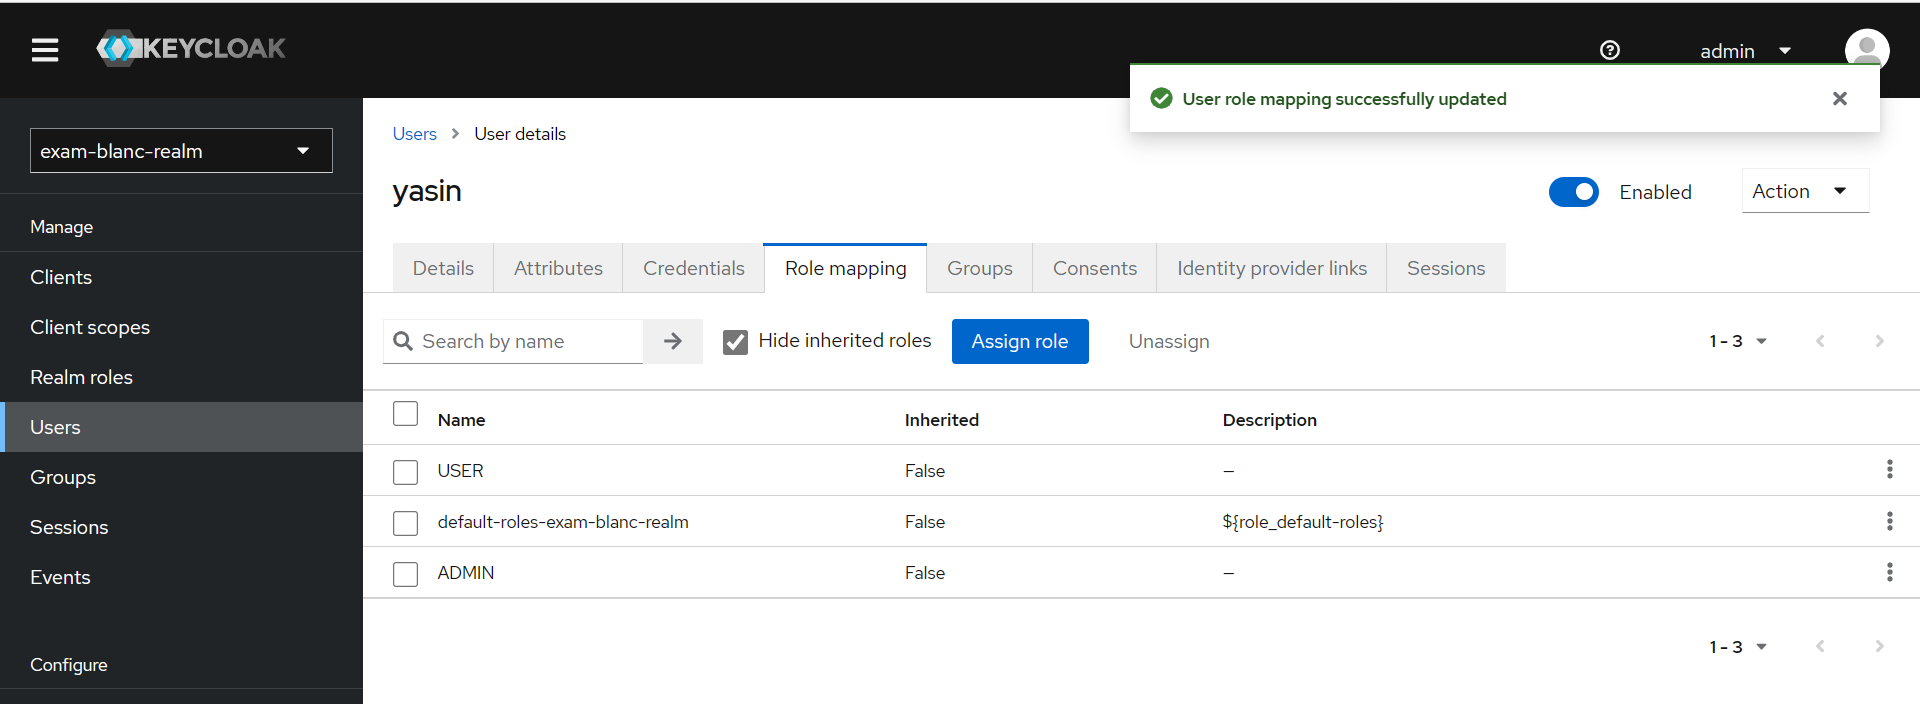 KEYCLOAK
admin
User role mapping successfully updated
exam-blanc-realm
Manage
Clients
Client scopes
Realm roles
Users
Groups
Sessions
Events
Configure
Users > User details
yasin
Enabled
Action
Details Attributes Credentials Role mapping Groups Consents Identity provider links Sessions
Search by name Hide inherited roles Assign role Unassign 1 - 3
Name Inherited Description
USER False –
default-roles-exam-blanc-realm False ${role_default-roles}
ADMIN False –
1 - 3